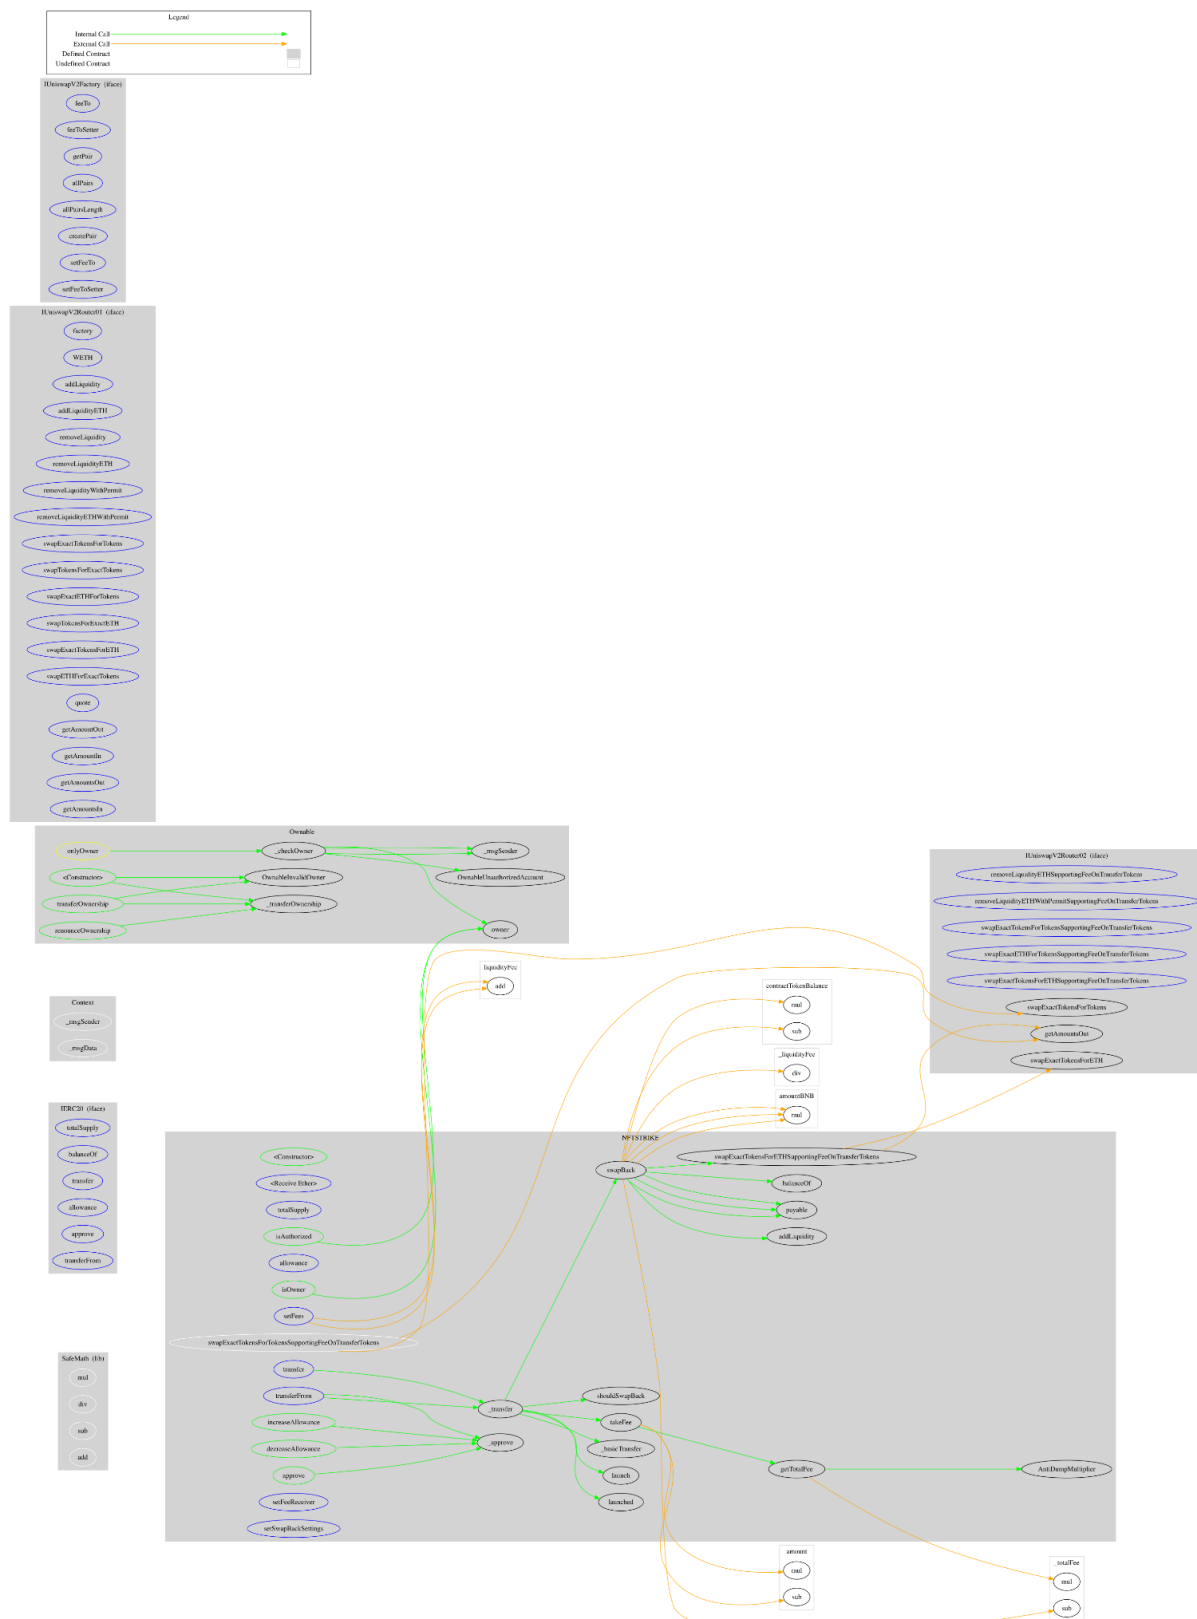 Legend
Internal Call
External Call
Defined Contract
Undefined Contract
IUniswapV2Factory (iface)
feeTo
feeToSetter
getPair
allPairs
allPairsLength
createPair
setFeeTo
setFeeToSetter
IUniswapV2Router01 (iface)
factory
WETH
addLiquidity
addLiquidityETH
removeLiquidity
removeLiquidityETH
removeLiquidityWithPermit
removeLiquidityETHWithPermit
swapExactTokensForTokens
swapTokensForExactTokens
swapExactETHForTokens
swapTokensForExactETH
swapExactTokensForETH
swapETHForExactTokens
quote
getAmountOut
getAmountIn
getAmountsOut
getAmountsIn
Ownable
onlyOwner
_checkOwner
_msgSender
<Constructor>
OwnableInvalidOwner
OwnableUnauthorizedAccount
transferOwnership
_transferOwnership
renounceOwnership
owner
IUniswapV2Router02 (iface)
removeLiquidityETHSupportingFeeOnTransferTokens
removeLiquidityETHWithPermitSupportingFeeOnTransferTokens
swapExactTokensForTokensSupportingFeeOnTransferTokens
swapExactETHForTokensSupportingFeeOnTransferTokens
swapExactTokensForETHSupportingFeeOnTransferTokens
swapExactTokensForTokens
getAmountsOut
swapExactTokensForETH
liquidityFee
add
contractTokenBalance
mul
sub
_liquidityFee
div
amountBNB
mul
Context
_msgSender
_msgData
IERC20 (iface)
totalSupply
balanceOf
transfer
allowance
approve
transferFrom
SafeMath (lib)
mul
div
sub
add
NFTSTRIKE
<Constructor>
<Receive Ether>
totalSupply
isAuthorized
allowance
isOwner
setFees
swapExactTokensForTokensSupportingFeeOnTransferTokens
transfer
transferFrom
increaseAllowance
decreaseAllowance
approve
setFeeReceiver
setSwapBackSettings
_transfer
_approve
swapBack
shouldSwapBack
takeFee
_basicTransfer
launch
launched
swapExactTokensForETHSupportingFeeOnTransferTokens
balanceOf
payable
addLiquidity
getTotalFee
AntiDumpMultiplier
amount
mul
sub
_totalFee
mul
sub